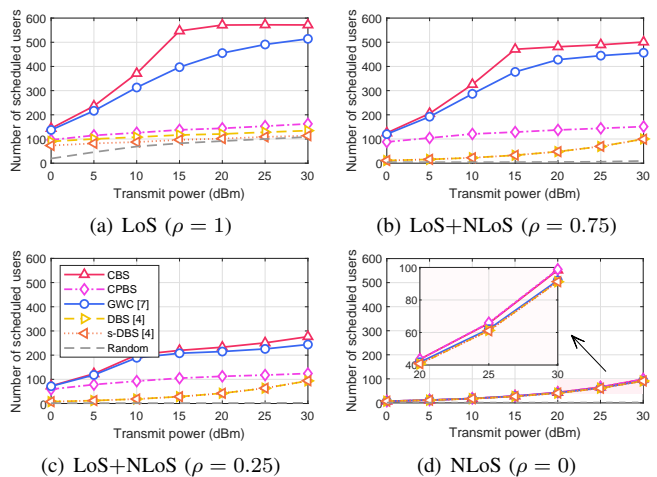 600
500
400
300
200
100
0
Number of scheduled users
0 5 10 15 20 25 30
Transmit power (dBm)
(a) LoS (ρ = 1)
600
500
400
300
200
100
0
Number of scheduled users
0 5 10 15 20 25 30
Transmit power (dBm)
(b) LoS+NLoS (ρ = 0.75)
600
500
400
300
200
100
0
Number of scheduled users
CBS
CPBS
GWC [7]
DBS [4]
s-DBS [4]
Random
0 5 10 15 20 25 30
Transmit power (dBm)
(c) LoS+NLoS (ρ = 0.25)
600
500
400
300
200
100
0
Number of scheduled users
100
80
60
40
20 25 30
0 5 10 15 20 25 30
Transmit power (dBm)
(d) NLoS (ρ = 0)